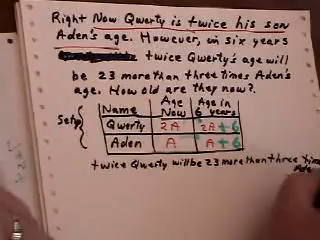 Right Now Qwerty is twice his son
Aden's age. However, in six years
twice Qwerty's age will
be 23 more than three times Aden's
age. How old are they now?
Setup
Name Age Now Age in 6 years
Qwerty 2A 2A+6
Aden A A+6
twice Qwerty will be 23 more than three times